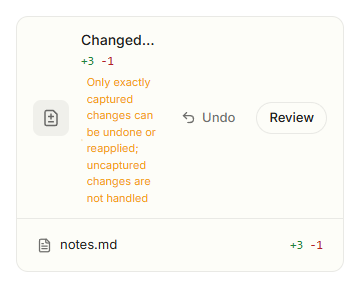 Changed...
+3 -1
Only exactly
captured
changes can
be undone or
reapplied;
uncaptured
changes are
not handled
Undo
Review
notes.md +3 -1